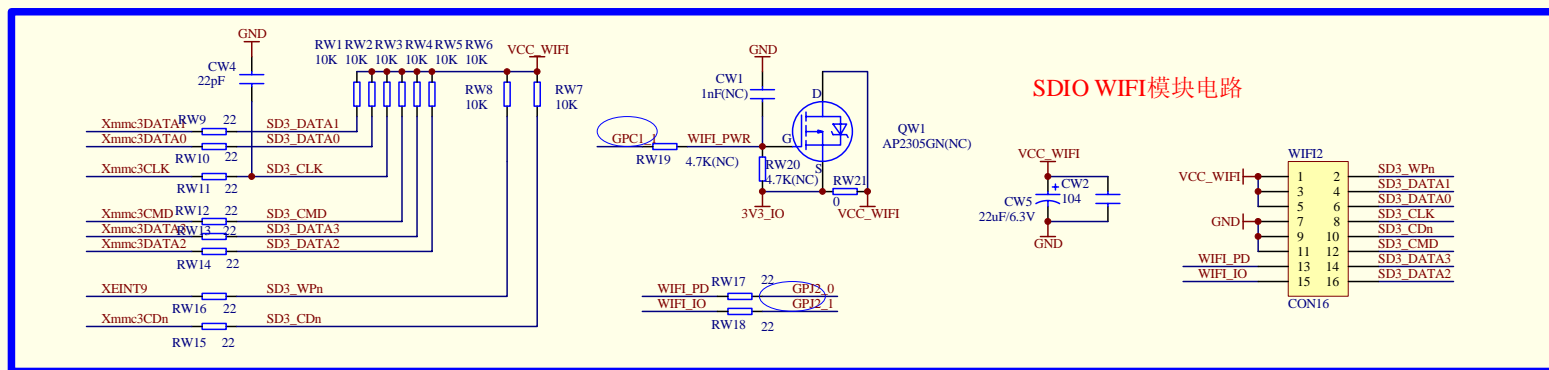 GND
CW4
22pF
RW1 RW2 RW3 RW4 RW5 RW6
10K 10K 10K 10K 10K 10K
VCC_WIFI
RW8
10K
RW7
10K
Xmmc3DATA1 RW9 22 SD3_DATA1
Xmmc3DATA0 SD3_DATA0
RW10 22
Xmmc3CLK SD3_CLK
RW11 22
Xmmc3CMD RW12 22 SD3_CMD
Xmmc3DATA3 RW13 22 SD3_DATA3
Xmmc3DATA2 SD3_DATA2
RW14 22
XEINT9 SD3_WPn
RW16 22
Xmmc3CDn SD3_CDn
RW15 22
GND
CW1
1nF(NC)
D
G
S
QW1
AP2305GN(NC)
GPC1_1 WIFI_PWR
RW19 4.7K(NC)
RW20
4.7K(NC)
RW21
0
3V3_IO
VCC_WIFI
RW17 22
WIFI_PD GPJ2_0
WIFI_IO GPJ2_1
RW18 22
SDIO WIFI模块电路
VCC_WIFI
+
CW2
104
CW5
22uF/6.3V
GND
WIFI2
VCC_WIFI 1 2 SD3_WPn
3 4 SD3_DATA1
5 6 SD3_DATA0
GND 7 8 SD3_CLK
9 10 SD3_CDn
11 12 SD3_CMD
WIFI_PD 13 14 SD3_DATA3
WIFI_IO 15 16 SD3_DATA2
CON16